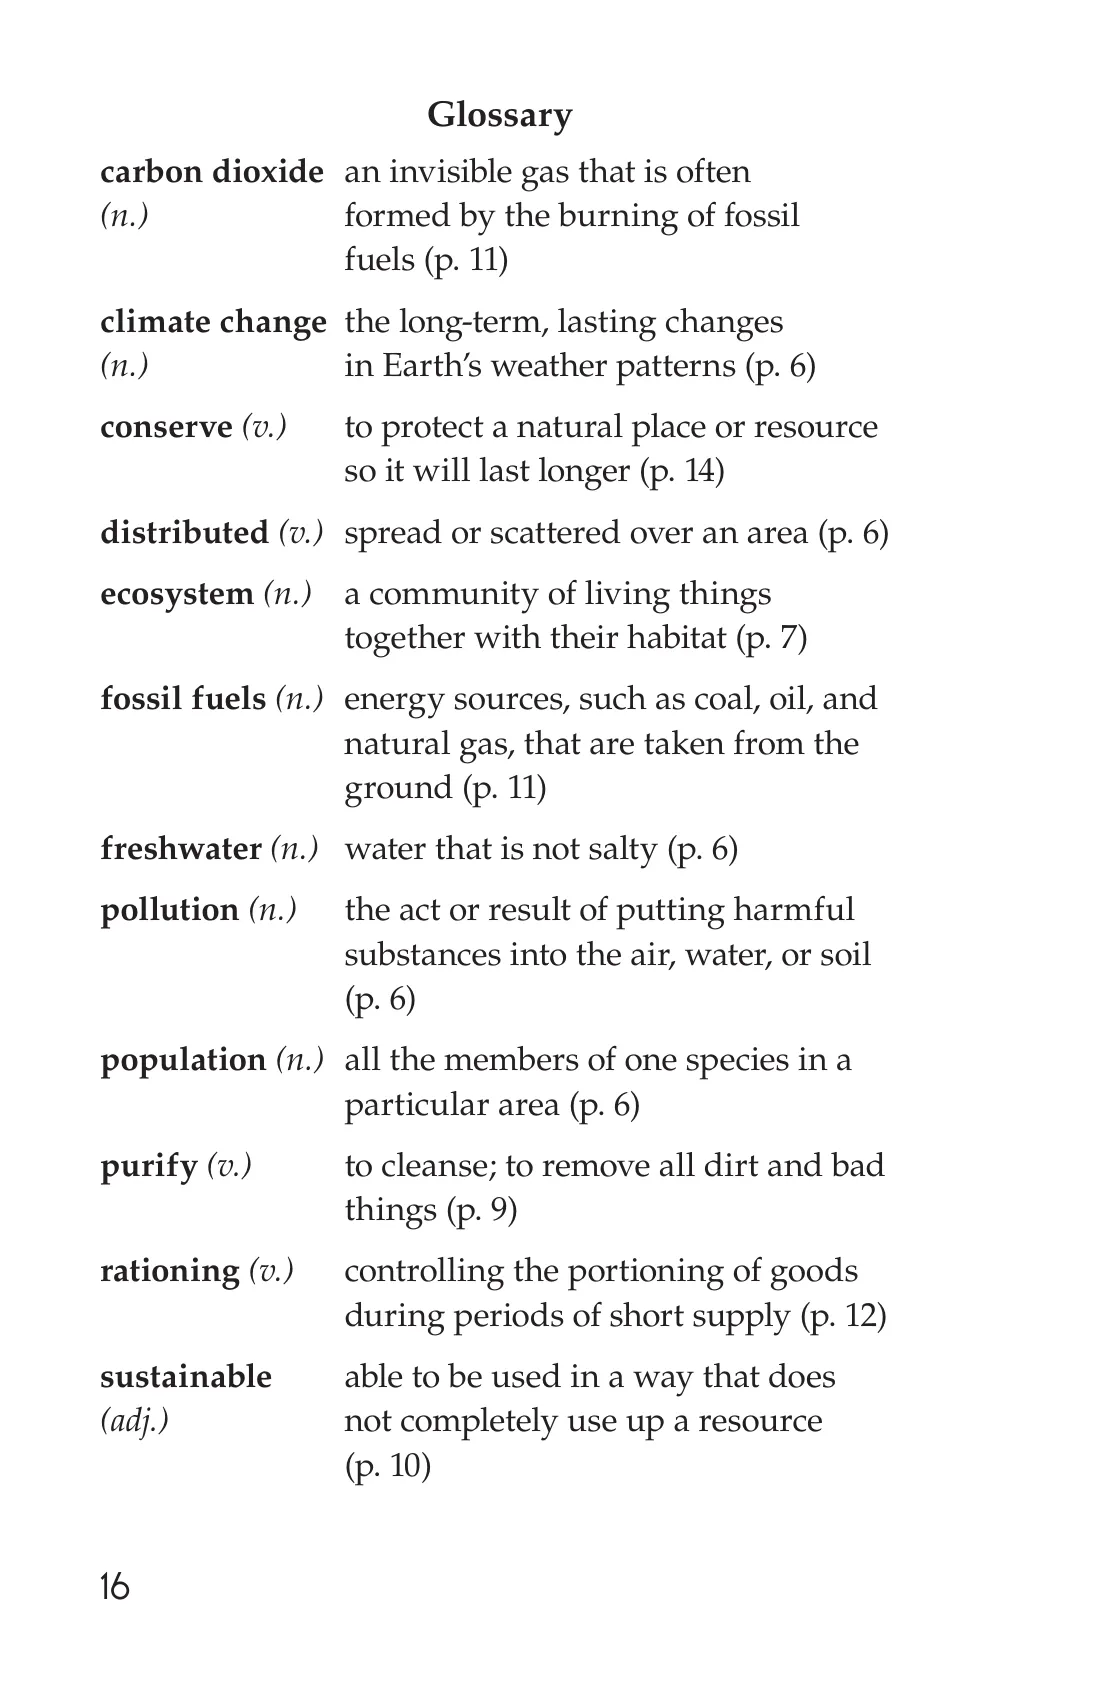 Glossary
carbon dioxide an invisible gas that is often
(n.) formed by the burning of fossil
fuels (p. 11)
climate change the long-term, lasting changes
(n.) in Earth’s weather patterns (p. 6)
conserve (v.) to protect a natural place or resource
so it will last longer (p. 14)
distributed (v.) spread or scattered over an area (p. 6)
ecosystem (n.) a community of living things
together with their habitat (p. 7)
fossil fuels (n.) energy sources, such as coal, oil, and
natural gas, that are taken from the
ground (p. 11)
freshwater (n.) water that is not salty (p. 6)
pollution (n.) the act or result of putting harmful
substances into the air, water, or soil
(p. 6)
population (n.) all the members of one species in a
particular area (p. 6)
purify (v.) to cleanse; to remove all dirt and bad
things (p. 9)
rationing (v.) controlling the portioning of goods
during periods of short supply (p. 12)
sustainable able to be used in a way that does
(adj.) not completely use up a resource
(p. 10)
16